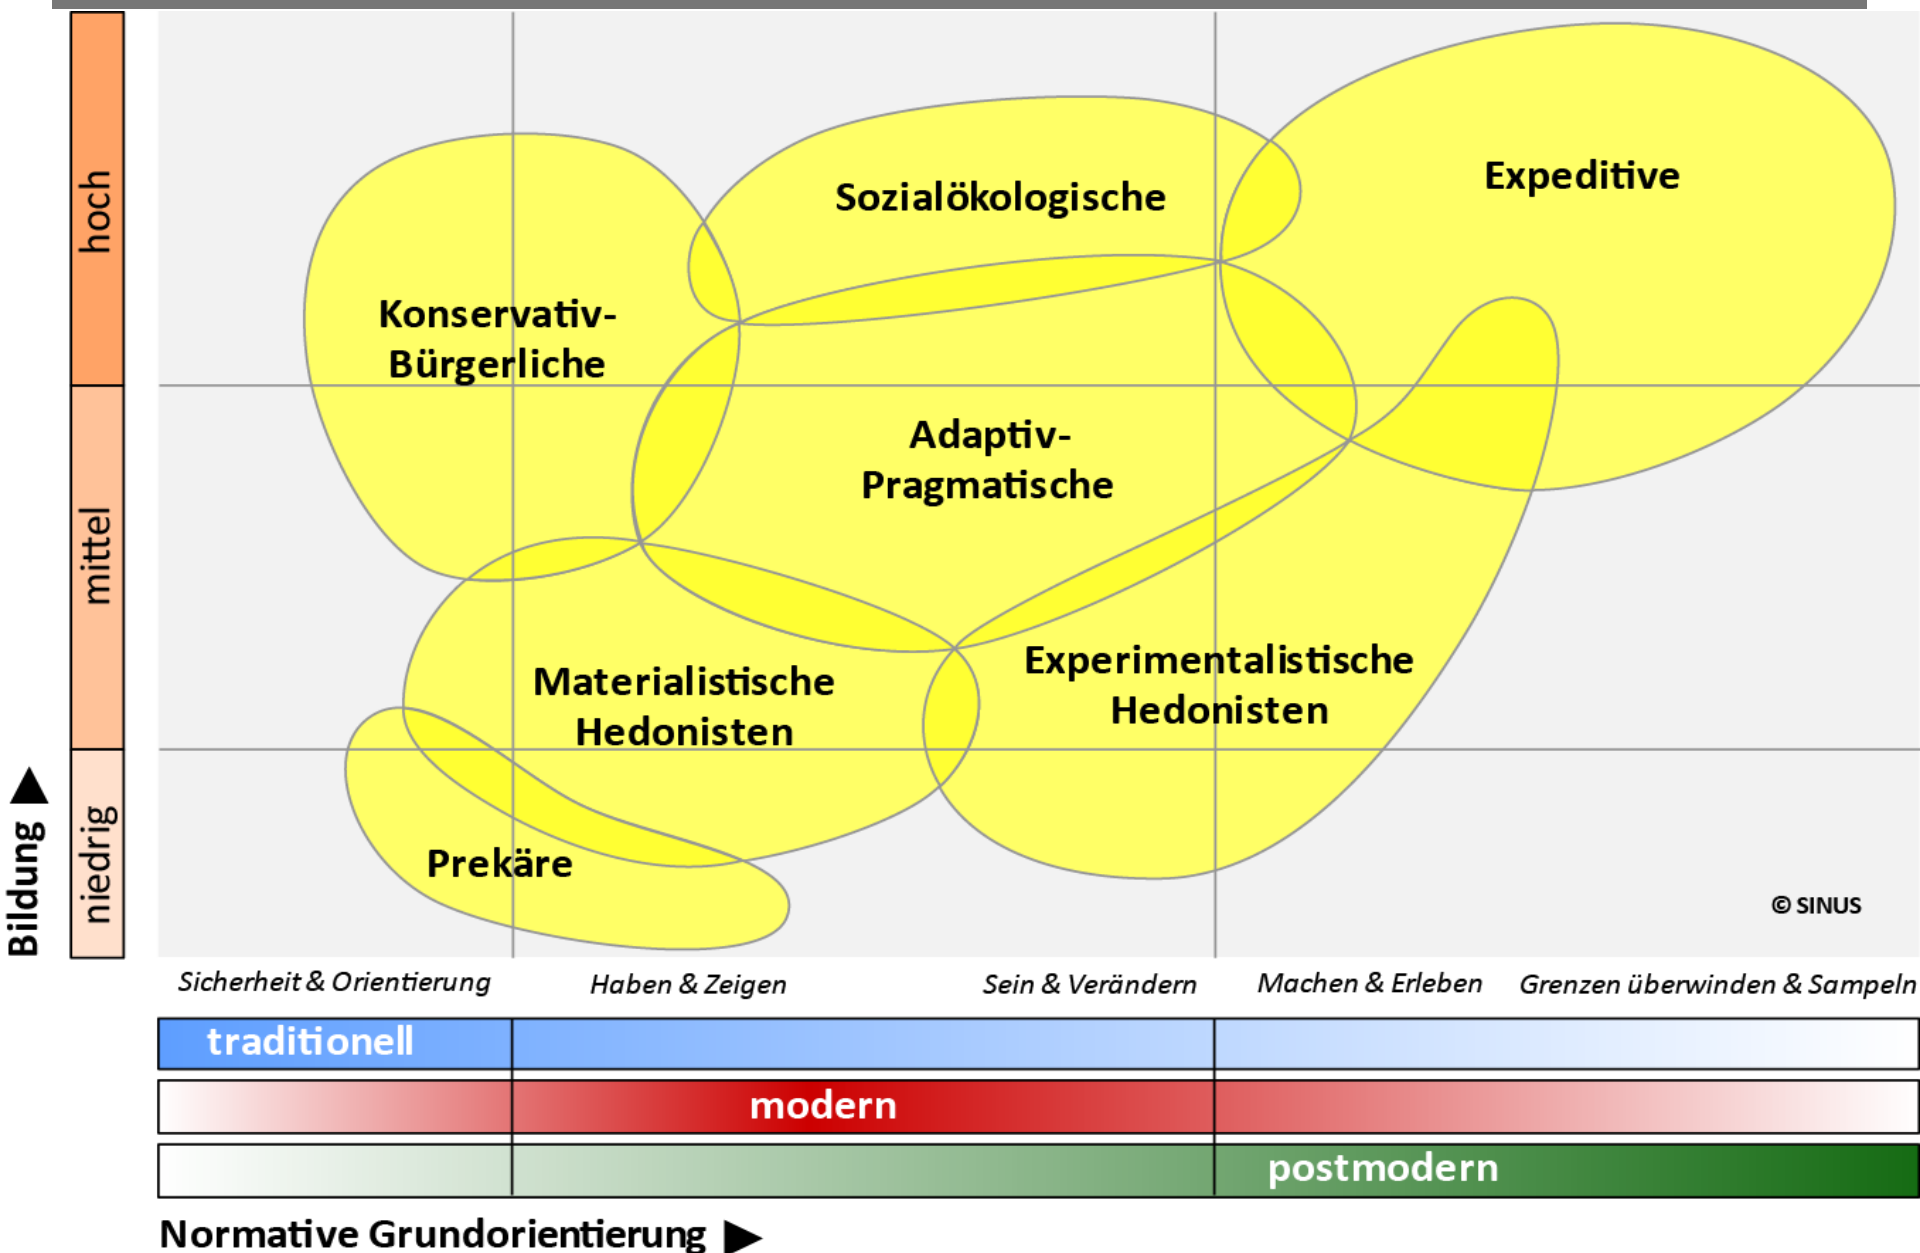 hoch
mittel
niedrig
Bildung ▶
Sozialökologische
Expeditive
Konservativ-
Bürgerliche
Adaptiv-
Pragmatische
Materialistische
Hedonisten
Experimentalistische
Hedonisten
Prekäre
© SINUS
Sicherheit & Orientierung
Haben & Zeigen
Sein & Verändern
Machen & Erleben
Grenzen überwinden & Sampeln
traditionell
modern
postmodern
Normative Grundorientierung ▶